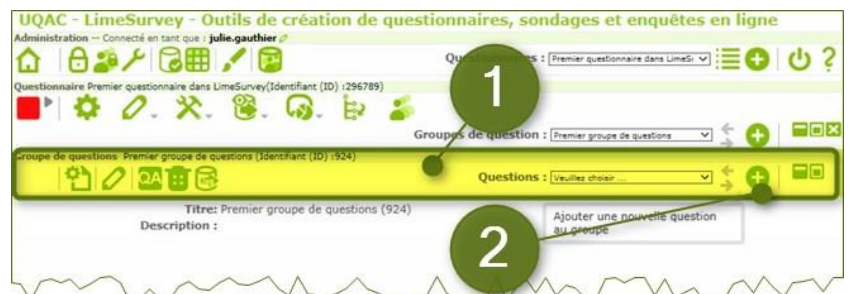 UQAC - LimeSurvey - Outils de création de questionnaires, sondages et enquêtes en ligne
Administration -- Connecté en tant que : julie.gauthier
Questionnaires : Premier questionnaire dans LimeSu
Questionnaire Premier questionnaire dans LimeSurvey(Identifiant (ID) :296789)
1
Groupes de question : Premier groupe de questions
Groupe de questions Premier groupe de questions (Identifiant (ID) :924)
QA
Questions : Veuillez choisir ...
Titre: Premier groupe de questions (924)
Description :
Ajouter une nouvelle question
au groupe
2